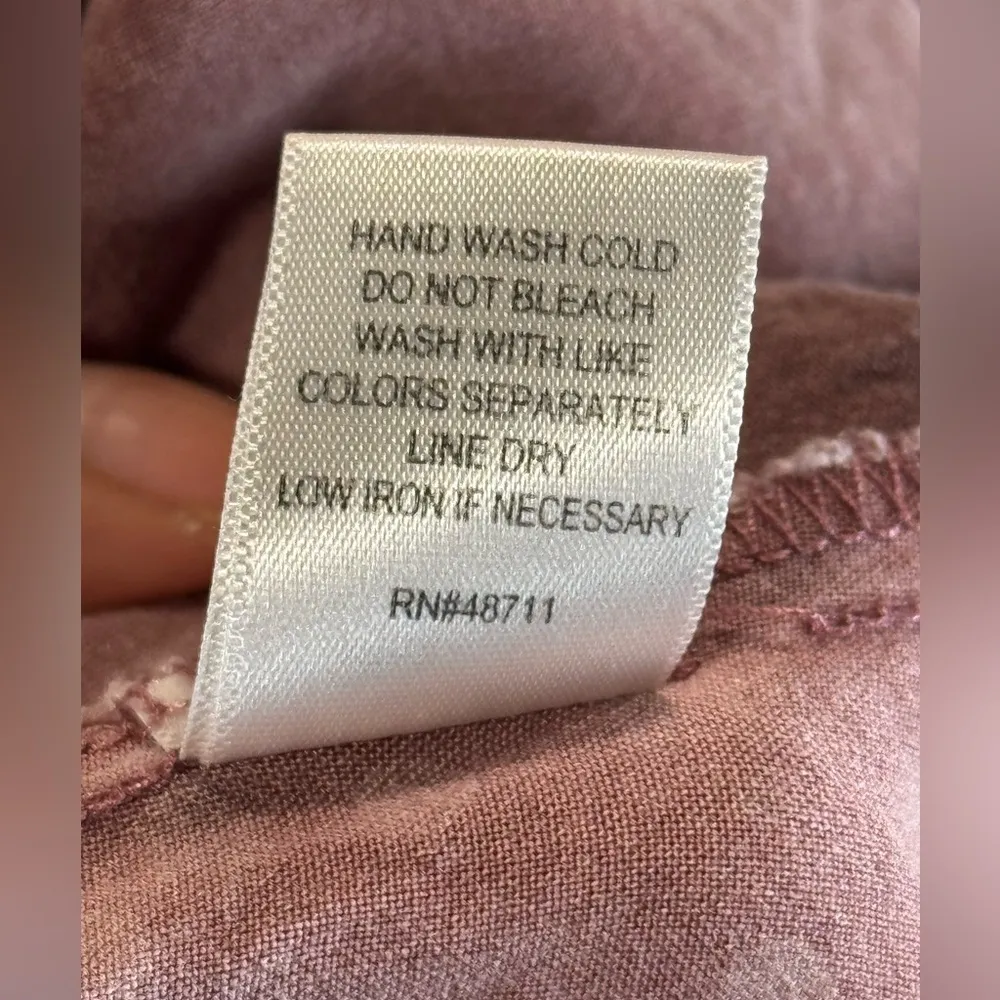 HAND WASH COLD
DO NOT BLEACH
WASH WITH LIKE
COLORS SEPARATELY
LINE DRY
LOW IRON IF NECESSARY
RN#48711